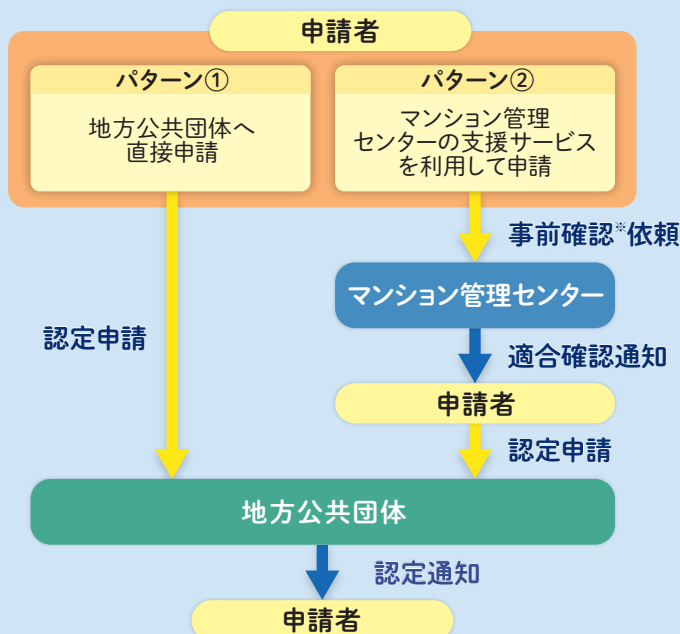 申請者
パターン①
地方公共団体へ
直接申請
パターン②
マンション管理
センターの支援サービス
を利用して申請
事前確認※依頼
マンション管理センター
認定申請
適合確認通知
申請者
認定申請
地方公共団体
認定通知
申請者